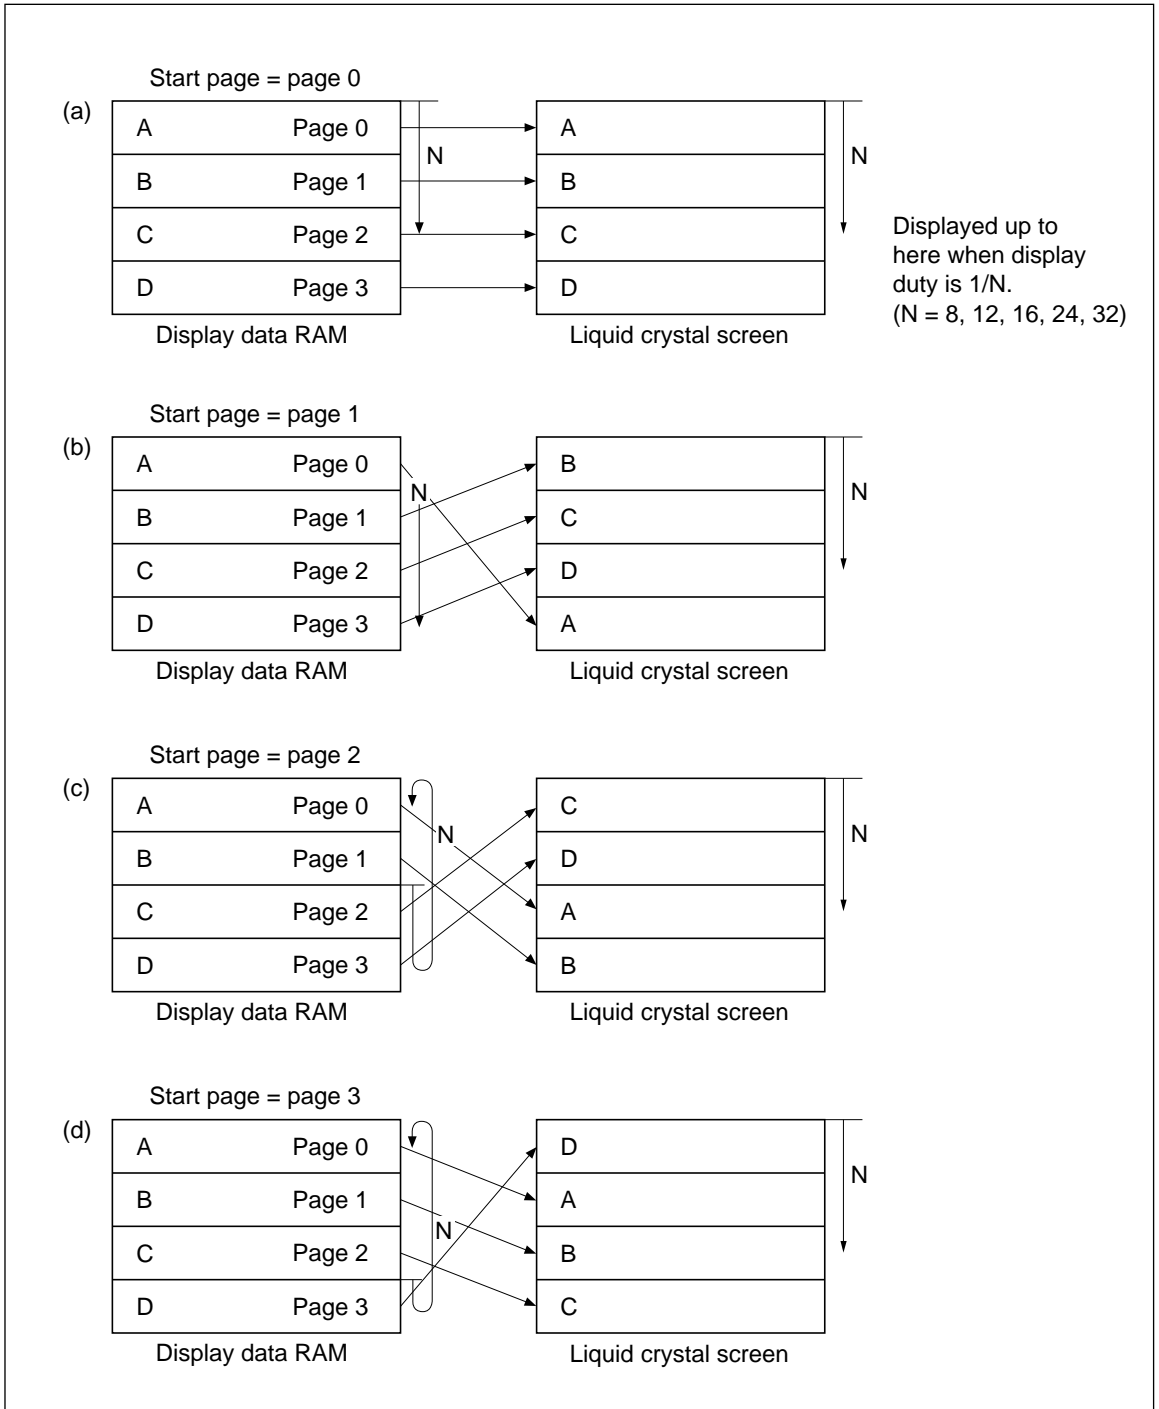 Start page = page 0
(a)
A Page 0
B Page 1
C Page 2
D Page 3
N
A
B
C
D
N
Displayed up to
here when display
duty is 1/N.
(N = 8, 12, 16, 24, 32)
Display data RAM
Liquid crystal screen
Start page = page 1
(b)
A Page 0
B Page 1
C Page 2
D Page 3
N
B
C
D
A
N
Display data RAM
Liquid crystal screen
Start page = page 2
(c)
A Page 0
B Page 1
C Page 2
D Page 3
N
C
D
A
B
N
Display data RAM
Liquid crystal screen
Start page = page 3
(d)
A Page 0
B Page 1
C Page 2
D Page 3
N
D
A
B
C
N
Display data RAM
Liquid crystal screen